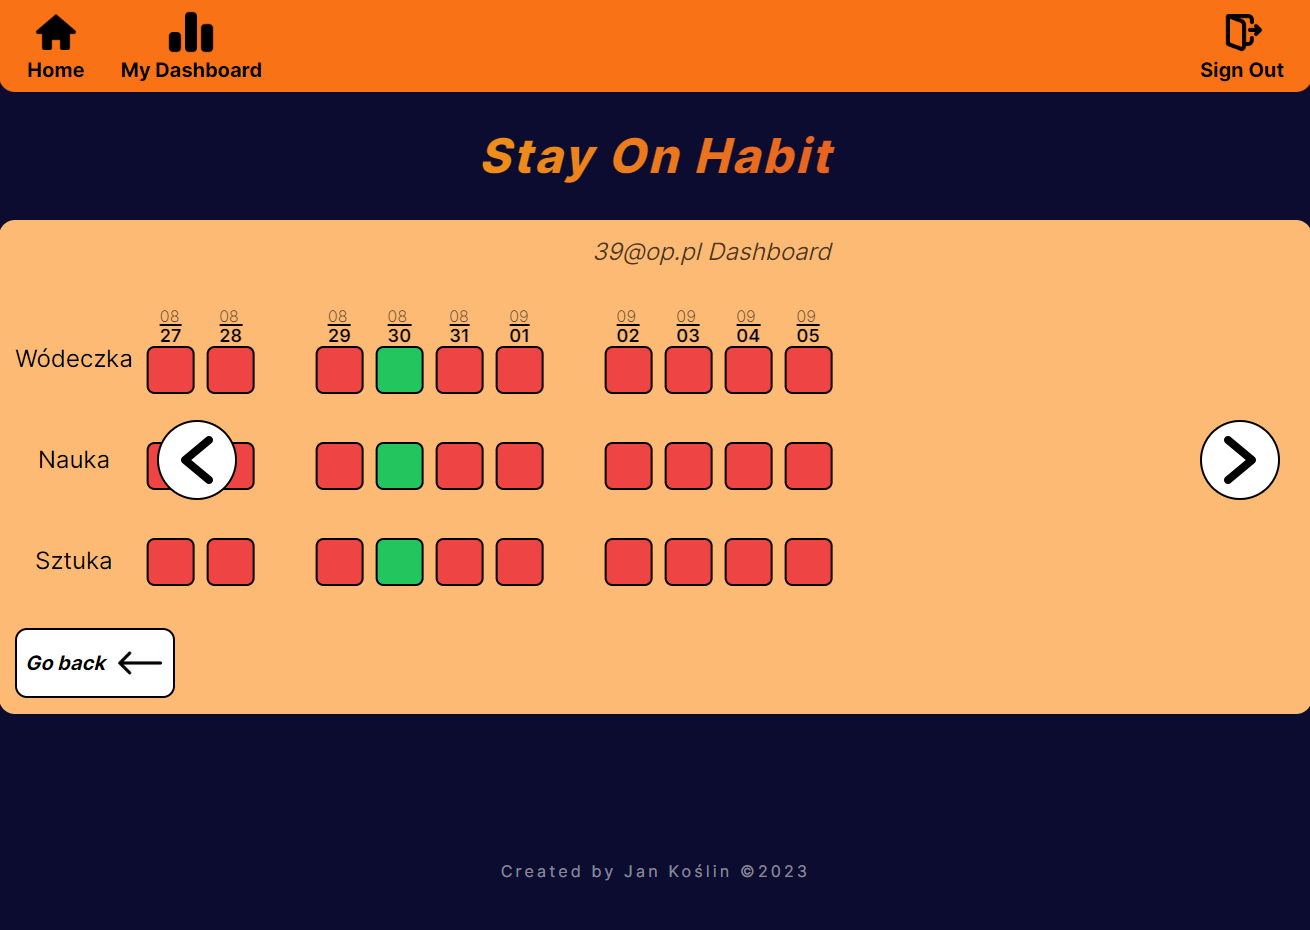 Home
My Dashboard
Sign Out
Stay On Habit
39@op.pl Dashboard
08 08 08 08 08 09 09 09 09 09
27 28 29 30 31 01 02 03 04 05
Wódeczka
Nauka
Sztuka
Go back
Created by Jan Koślin ©2023